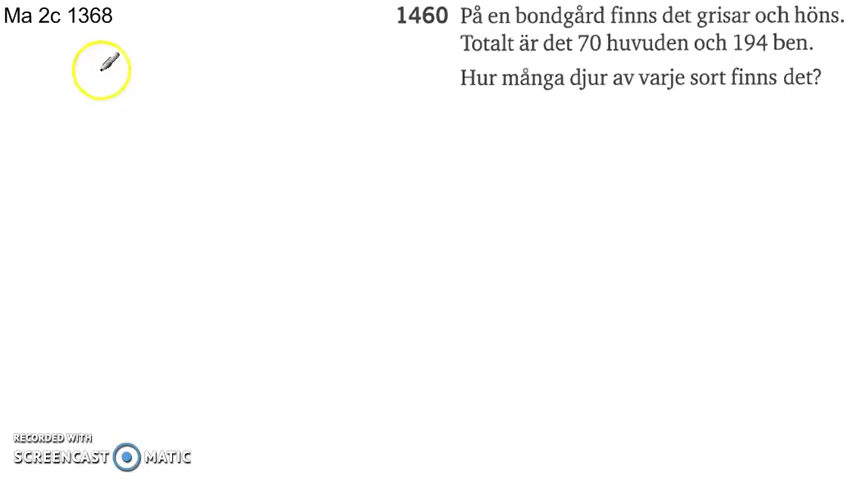 Ma 2c 1368
1460 På en bondgård finns det grisar och höns.
Totalt är det 70 huvuden och 194 ben.
Hur många djur av varje sort finns det?
RECORDED WITH
SCREENCAST MATIC